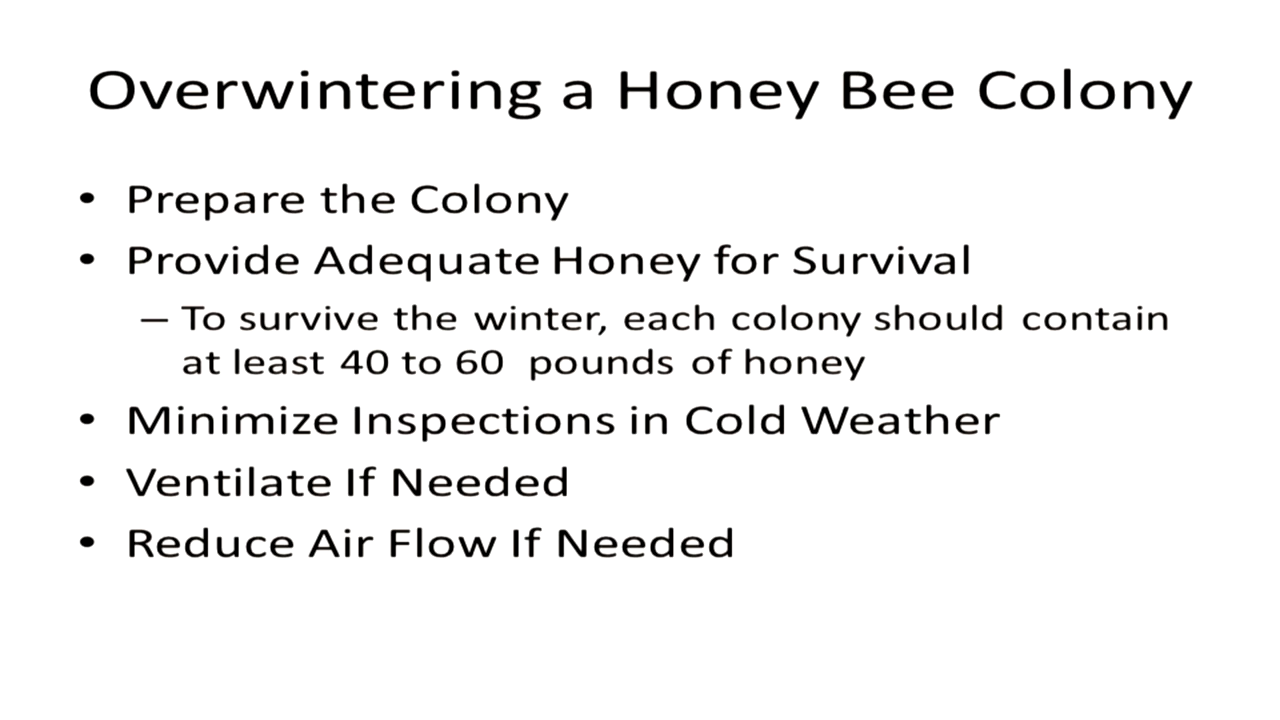 Overwintering a Honey Bee Colony
• Prepare the Colony
• Provide Adequate Honey for Survival
– To survive the winter, each colony should contain
at least 40 to 60 pounds of honey
• Minimize Inspections in Cold Weather
• Ventilate If Needed
• Reduce Air Flow If Needed